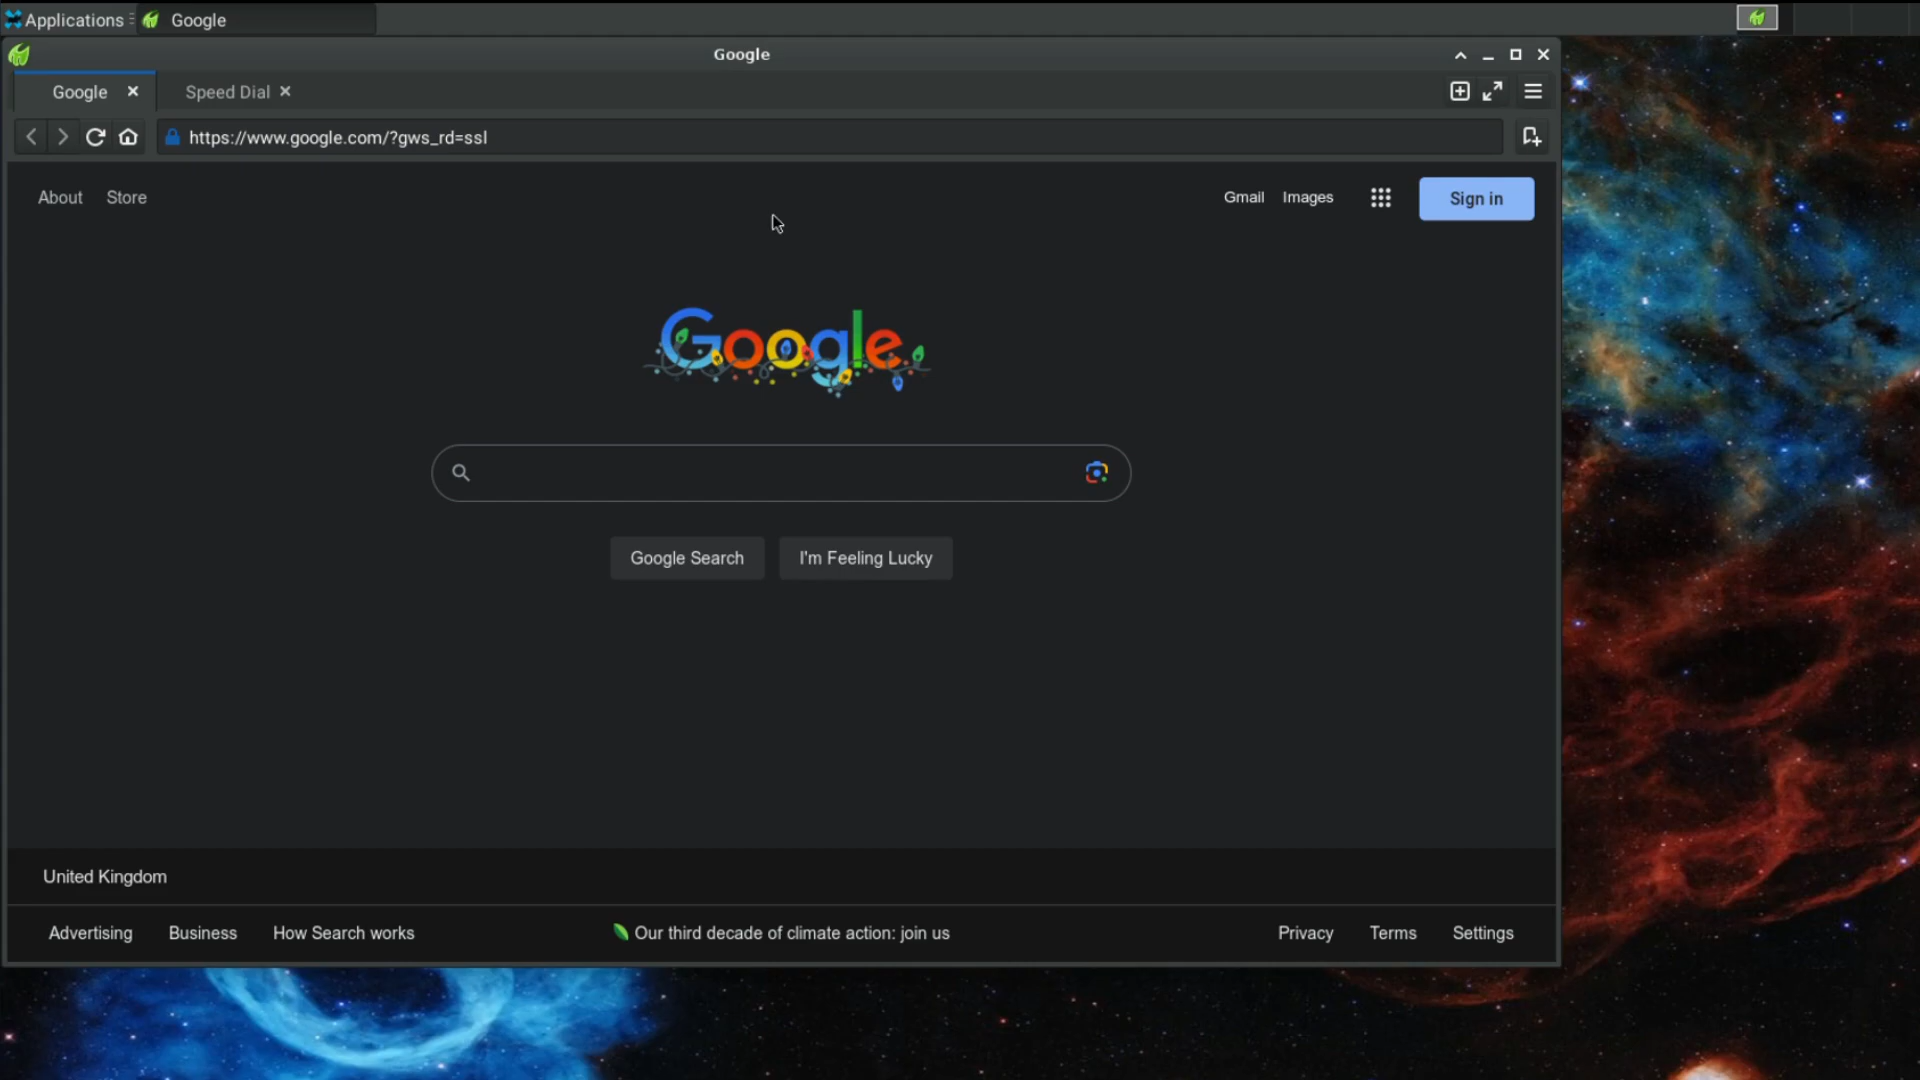 Applications
Google
Google
Google
Speed Dial
https://www.google.com/?gws_rd=ssl
About
Store
Gmail
Images
Sign in
Google
Google Search
I'm Feeling Lucky
United Kingdom
Advertising
Business
How Search works
Our third decade of climate action: join us
Privacy
Terms
Settings